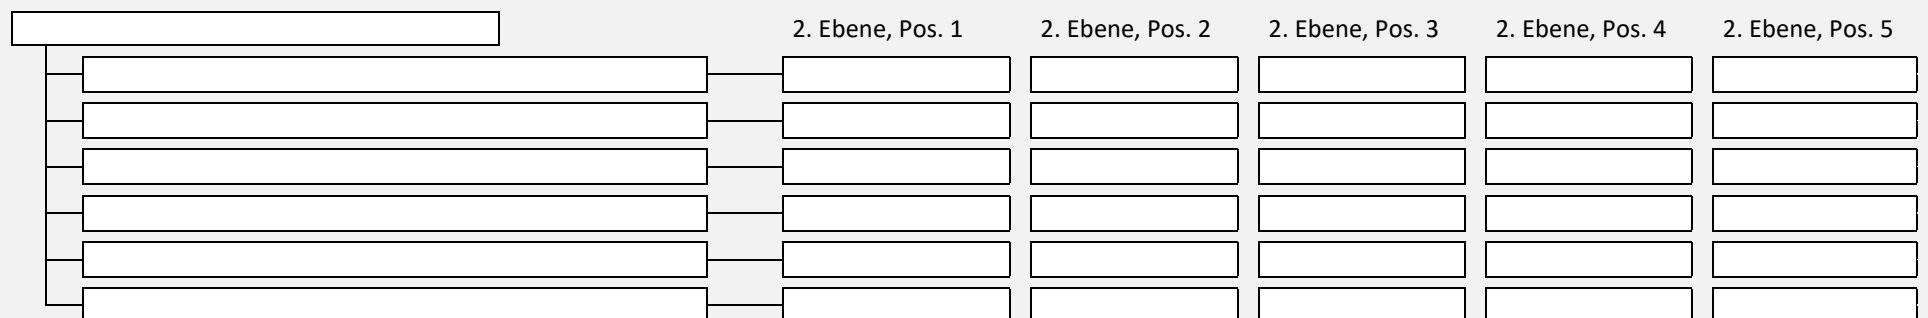 2. Ebene, Pos. 1 2. Ebene, Pos. 2 2. Ebene, Pos. 3 2. Ebene, Pos. 4 2. Ebene, Pos. 5